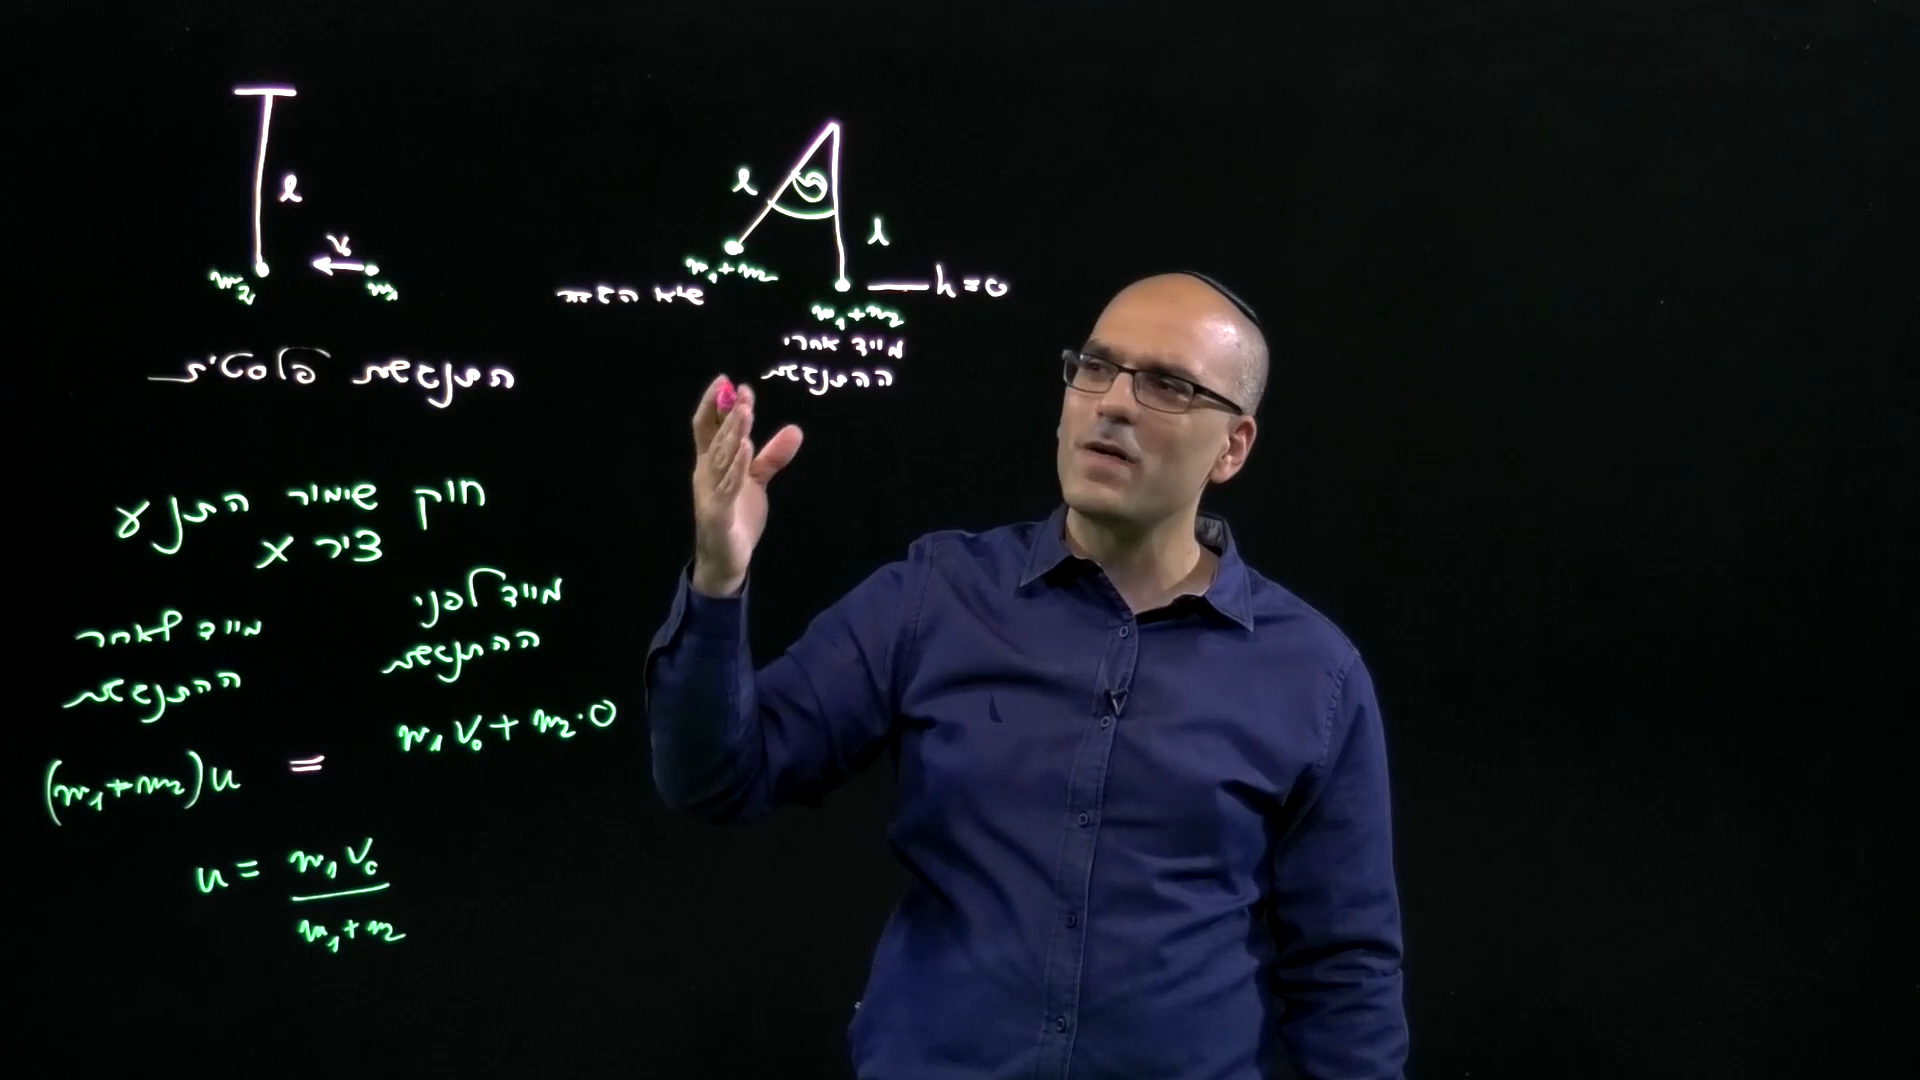 l
v₀
m₂
m₁
התנגשות פלסטית
l
θ
l
m₁+m₂
שיא הגובה
h=0
m₁+m₂
מייד אחרי
ההתנגשות
חוק שימור התנע
ציר x
מייד לפני
ההתנגשות
מייד לאחר
ההתנגשות
(m₁+m₂)u = m₁v₀+m₂·0
u = m₁v₀ / m₁+m₂